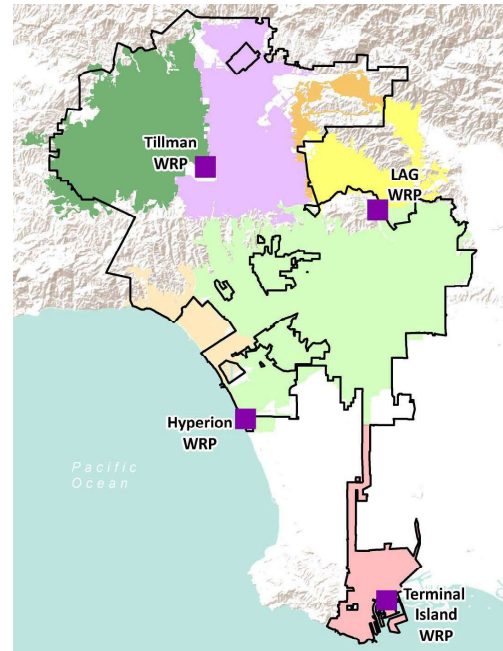 Tillman
WRP
LAG
WRP
Hyperion
WRP
Pacific
Ocean
Terminal
Island
WRP